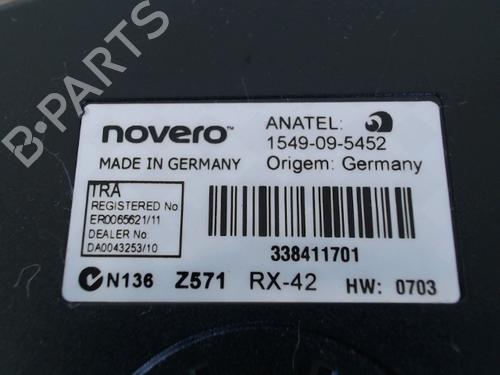 novero™
MADE IN GERMANY
ANATEL:
1549-09-5452
Origem: Germany
TRA
REGISTERED No
ER0065621/11
DEALER No
DA0043253/10
338411701
N136 Z571 RX-42 HW: 0703
B-PARTS